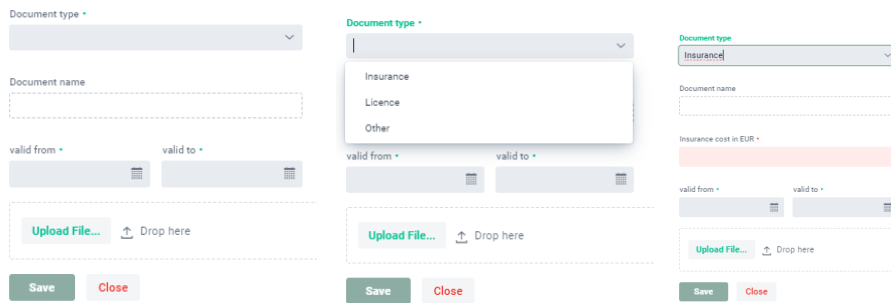 Document type •
Document name
valid from •
valid to •
Upload File...
Drop here
Save
Close
Document type •
Insurance
Licence
Other
valid from •
valid to •
Upload File...
Drop here
Save
Close
Document type
Insurance
Document name
Insurance cost in EUR •
valid from •
valid to •
Upload File...
Drop here
Save
Close